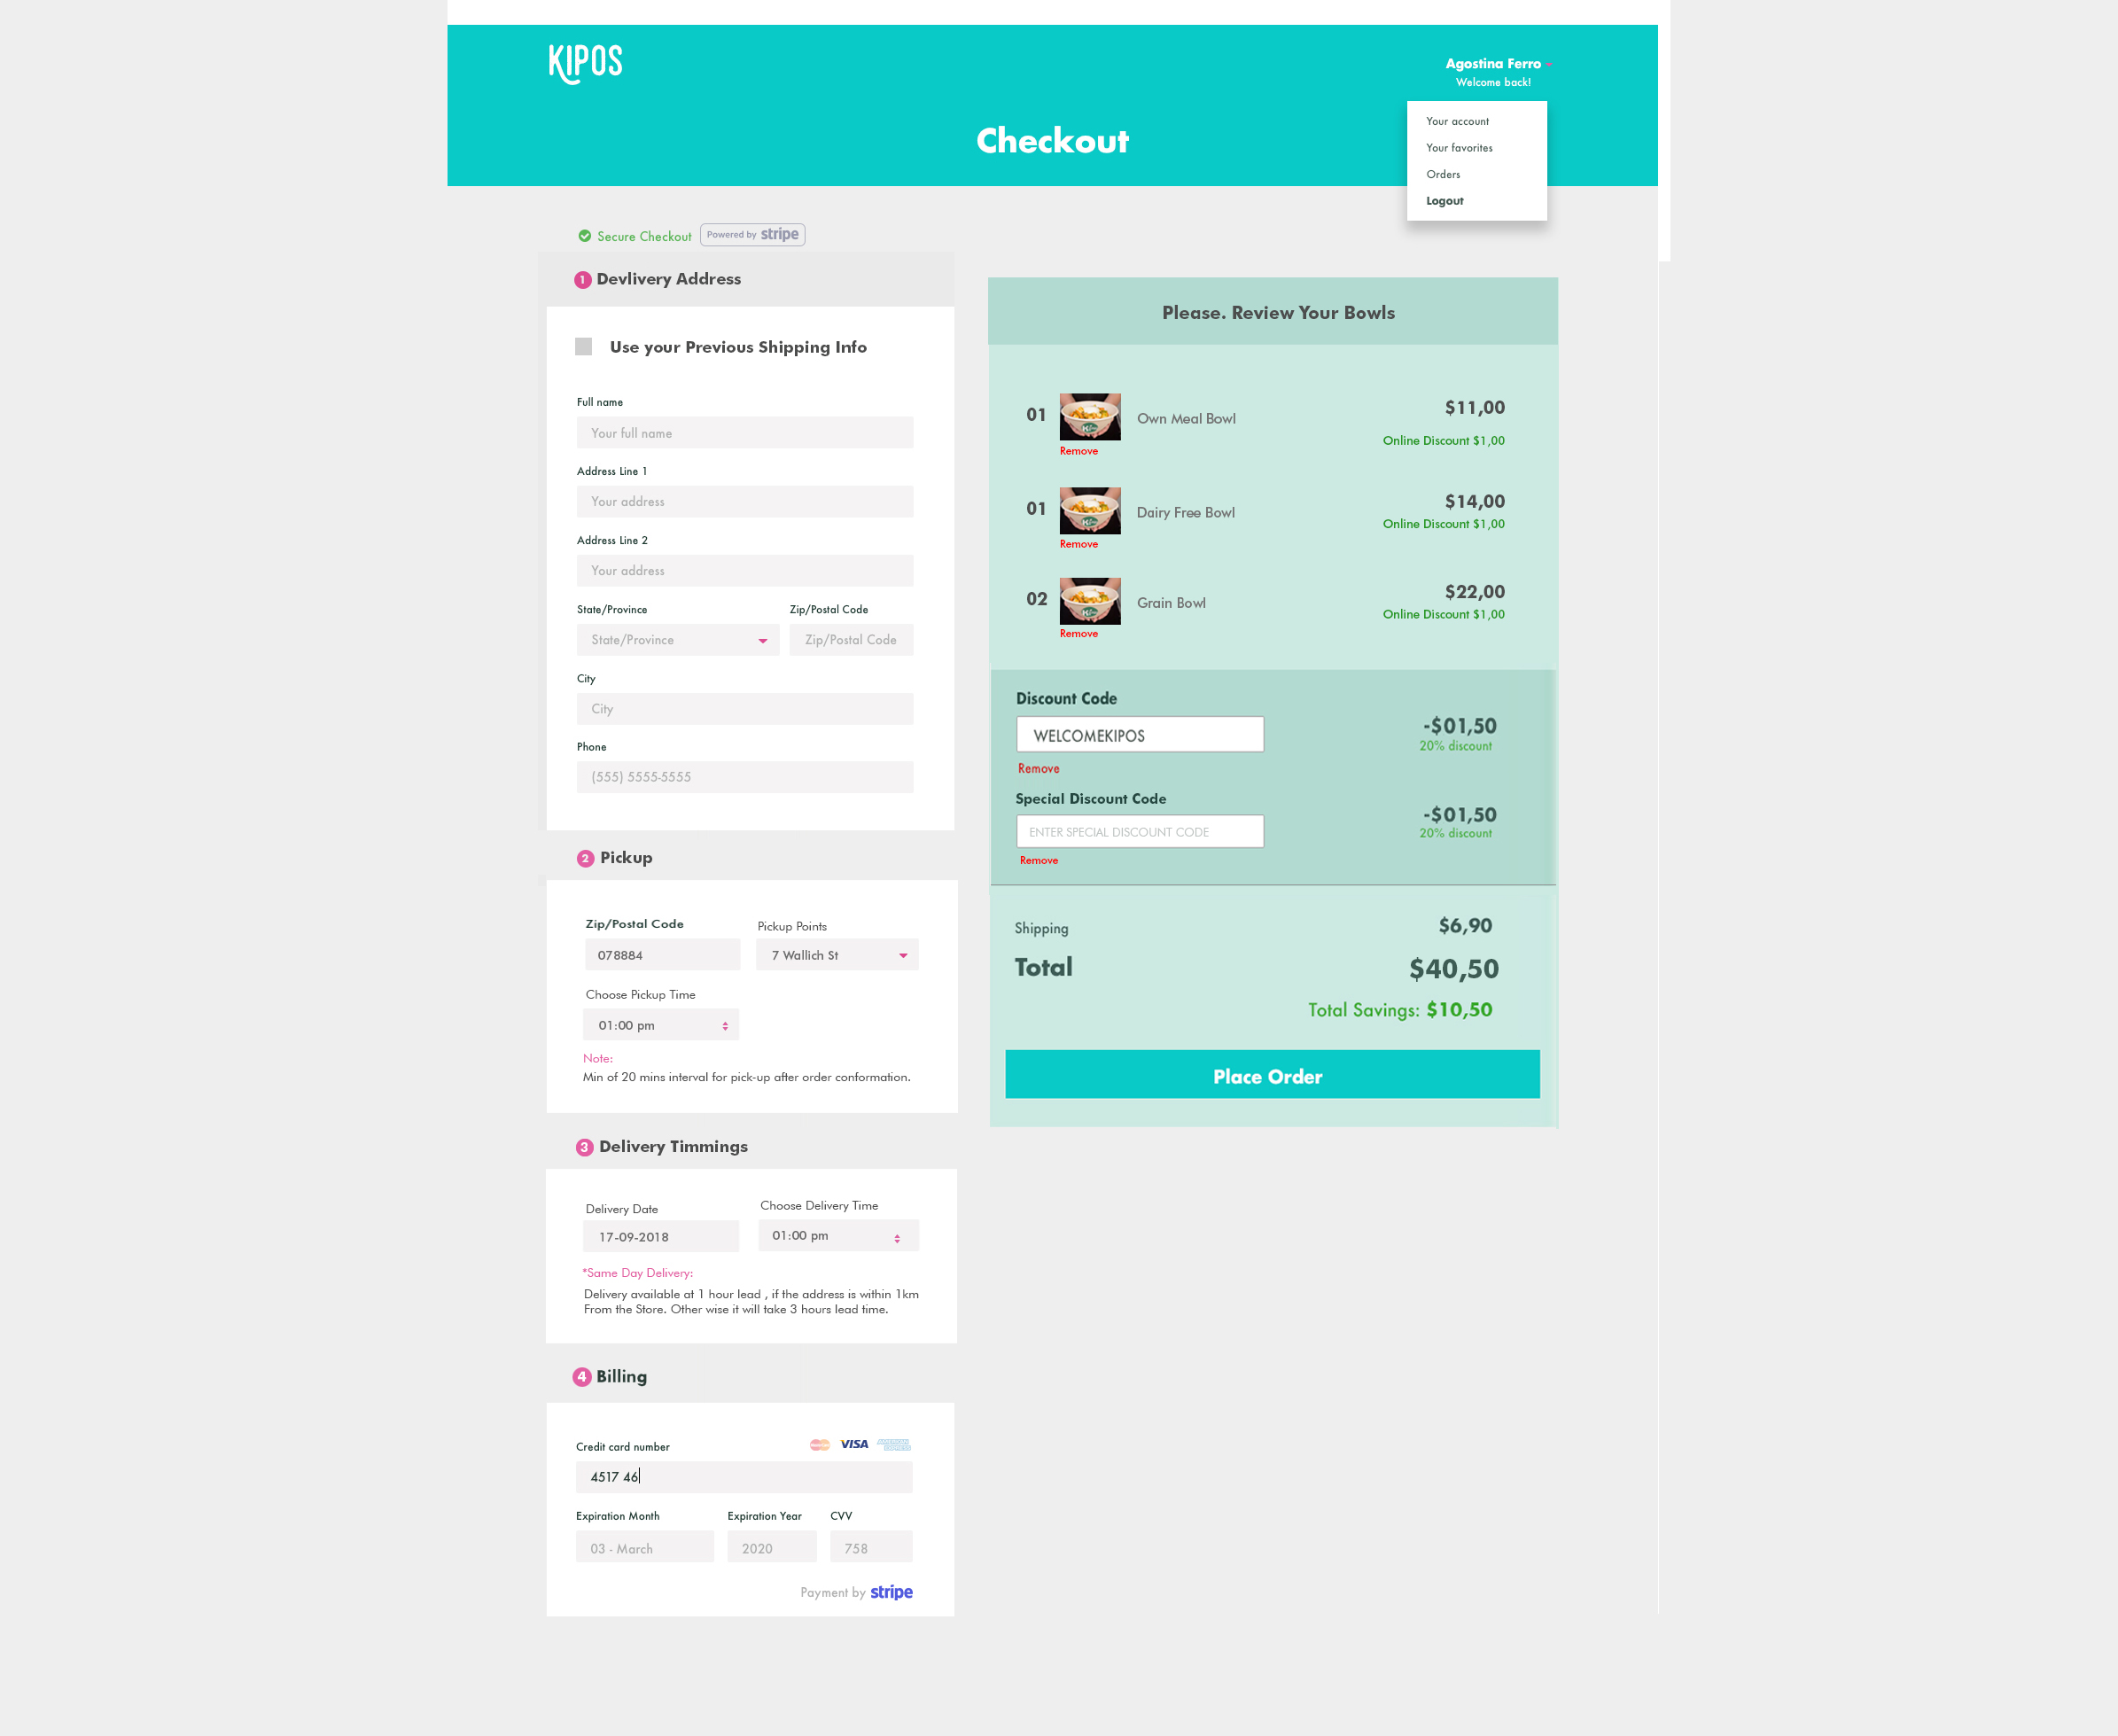 KIPOS
Agostina Ferro
Welcome back!
Checkout
Your account
Your favorites
Orders
Logout
Secure Checkout
Powered by stripe
1 Devlivery Address
Use your Previous Shipping Info
Full name
Your full name
Address Line 1
Your address
Address Line 2
Your address
State/Province Zip/Postal Code
State/Province Zip/Postal Code
City
City
Phone
(555) 5555-5555
2 Pickup
Zip/Postal Code Pickup Points
078884 7 Wallich St
Choose Pickup Time
01:00 pm
Note:
Min of 20 mins interval for pick-up after order conformation.
3 Delivery Timmings
Delivery Date Choose Delivery Time
17-09-2018 01:00 pm
*Same Day Delivery:
Delivery available at 1 hour lead , if the address is within 1km
From the Store. Other wise it will take 3 hours lead time.
4 Billing
Credit card number VISA AMERICAN EXPRESS
4517 46
Expiration Month Expiration Year CVV
03 - March 2020 758
Payment by stripe
Please. Review Your Bowls
01 Own Meal Bowl $11,00
Online Discount $1,00
Remove
01 Dairy Free Bowl $14,00
Online Discount $1,00
Remove
02 Grain Bowl $22,00
Online Discount $1,00
Remove
Discount Code
WELCOMEKIPOS -$01,50
20% discount
Remove
Special Discount Code
ENTER SPECIAL DISCOUNT CODE -$01,50
20% discount
Remove
Shipping $6,90
Total $40,50
Total Savings: $10,50
Place Order